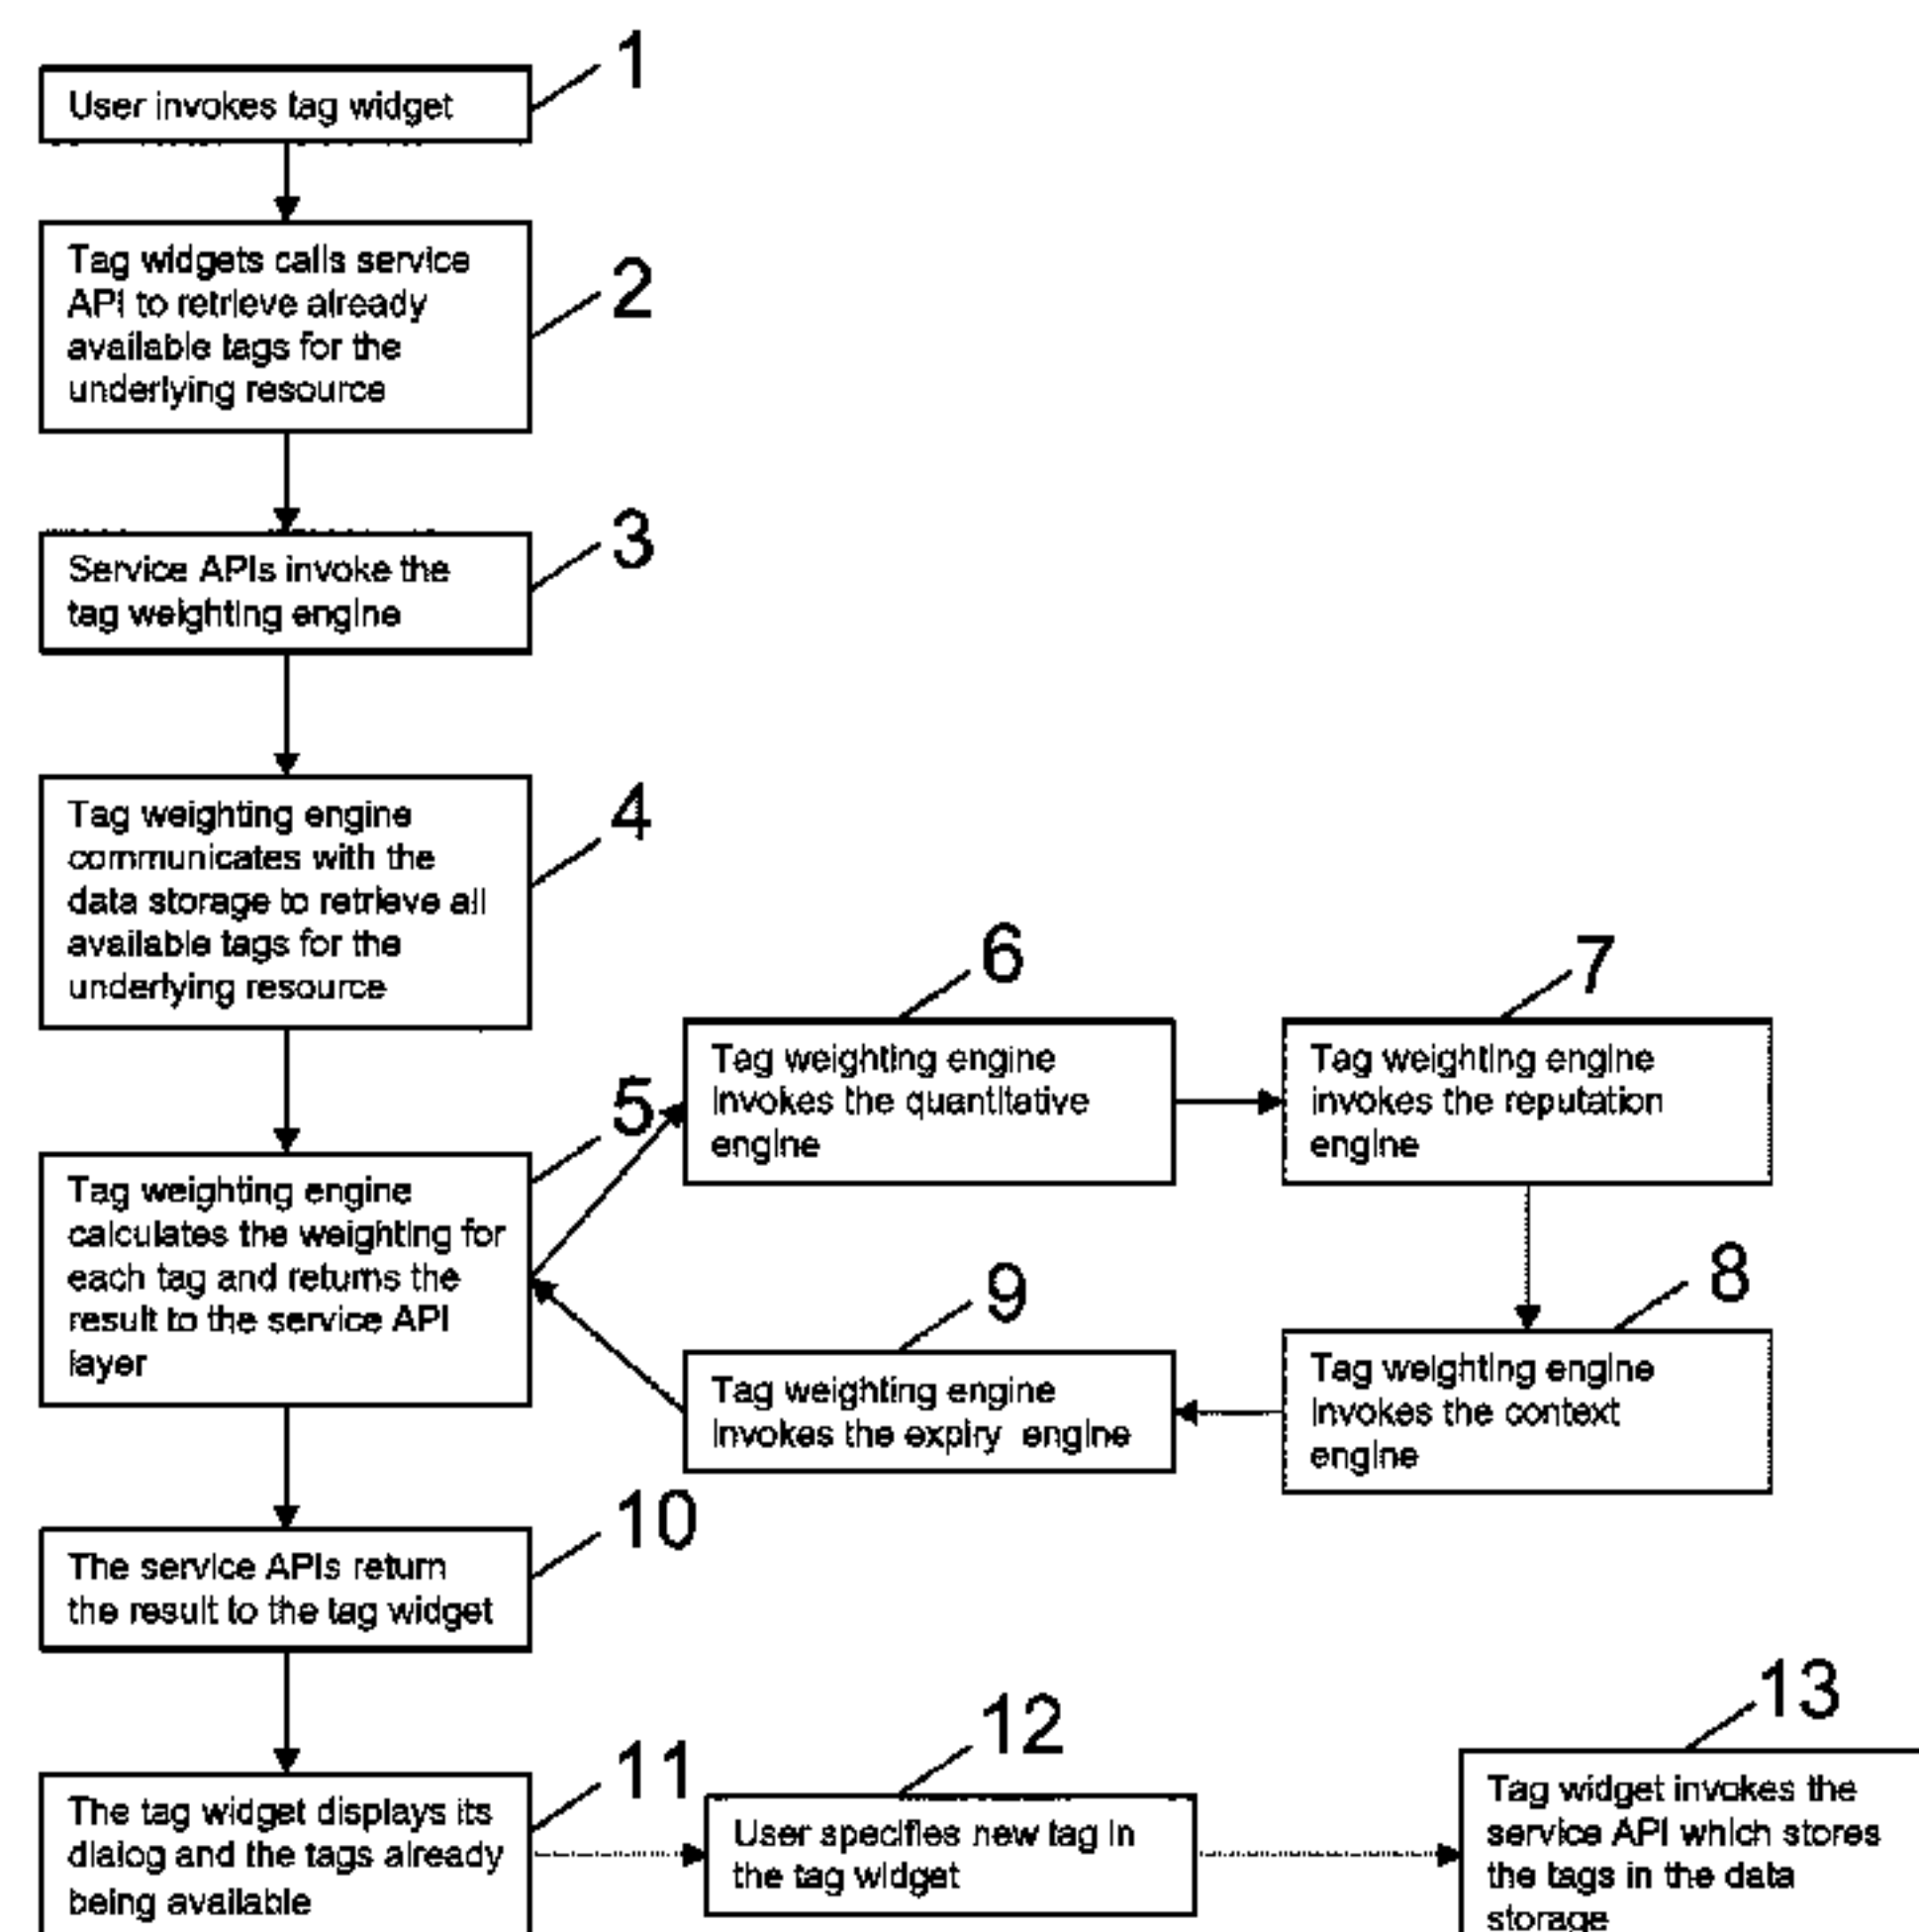 1
User invokes tag widget
2
Tag widgets calls service
API to retrieve already
available tags for the
underlying resource
3
Service APIs invoke the
tag weighting engine
4
Tag weighting engine
communicates with the
data storage to retrieve all
available tags for the
underlying resource
5
Tag weighting engine
calculates the weighting for
each tag and returns the
result to the service API
layer
6
Tag weighting engine
invokes the quantitative
engine
7
Tag weighting engine
invokes the reputation
engine
8
Tag weighting engine
invokes the context
engine
9
Tag weighting engine
invokes the expiry engine
10
The service APIs return
the result to the tag widget
11
The tag widget displays its
dialog and the tags already
being available
12
User specifies new tag in
the tag widget
13
Tag widget invokes the
service API which stores
the tags in the data
storage